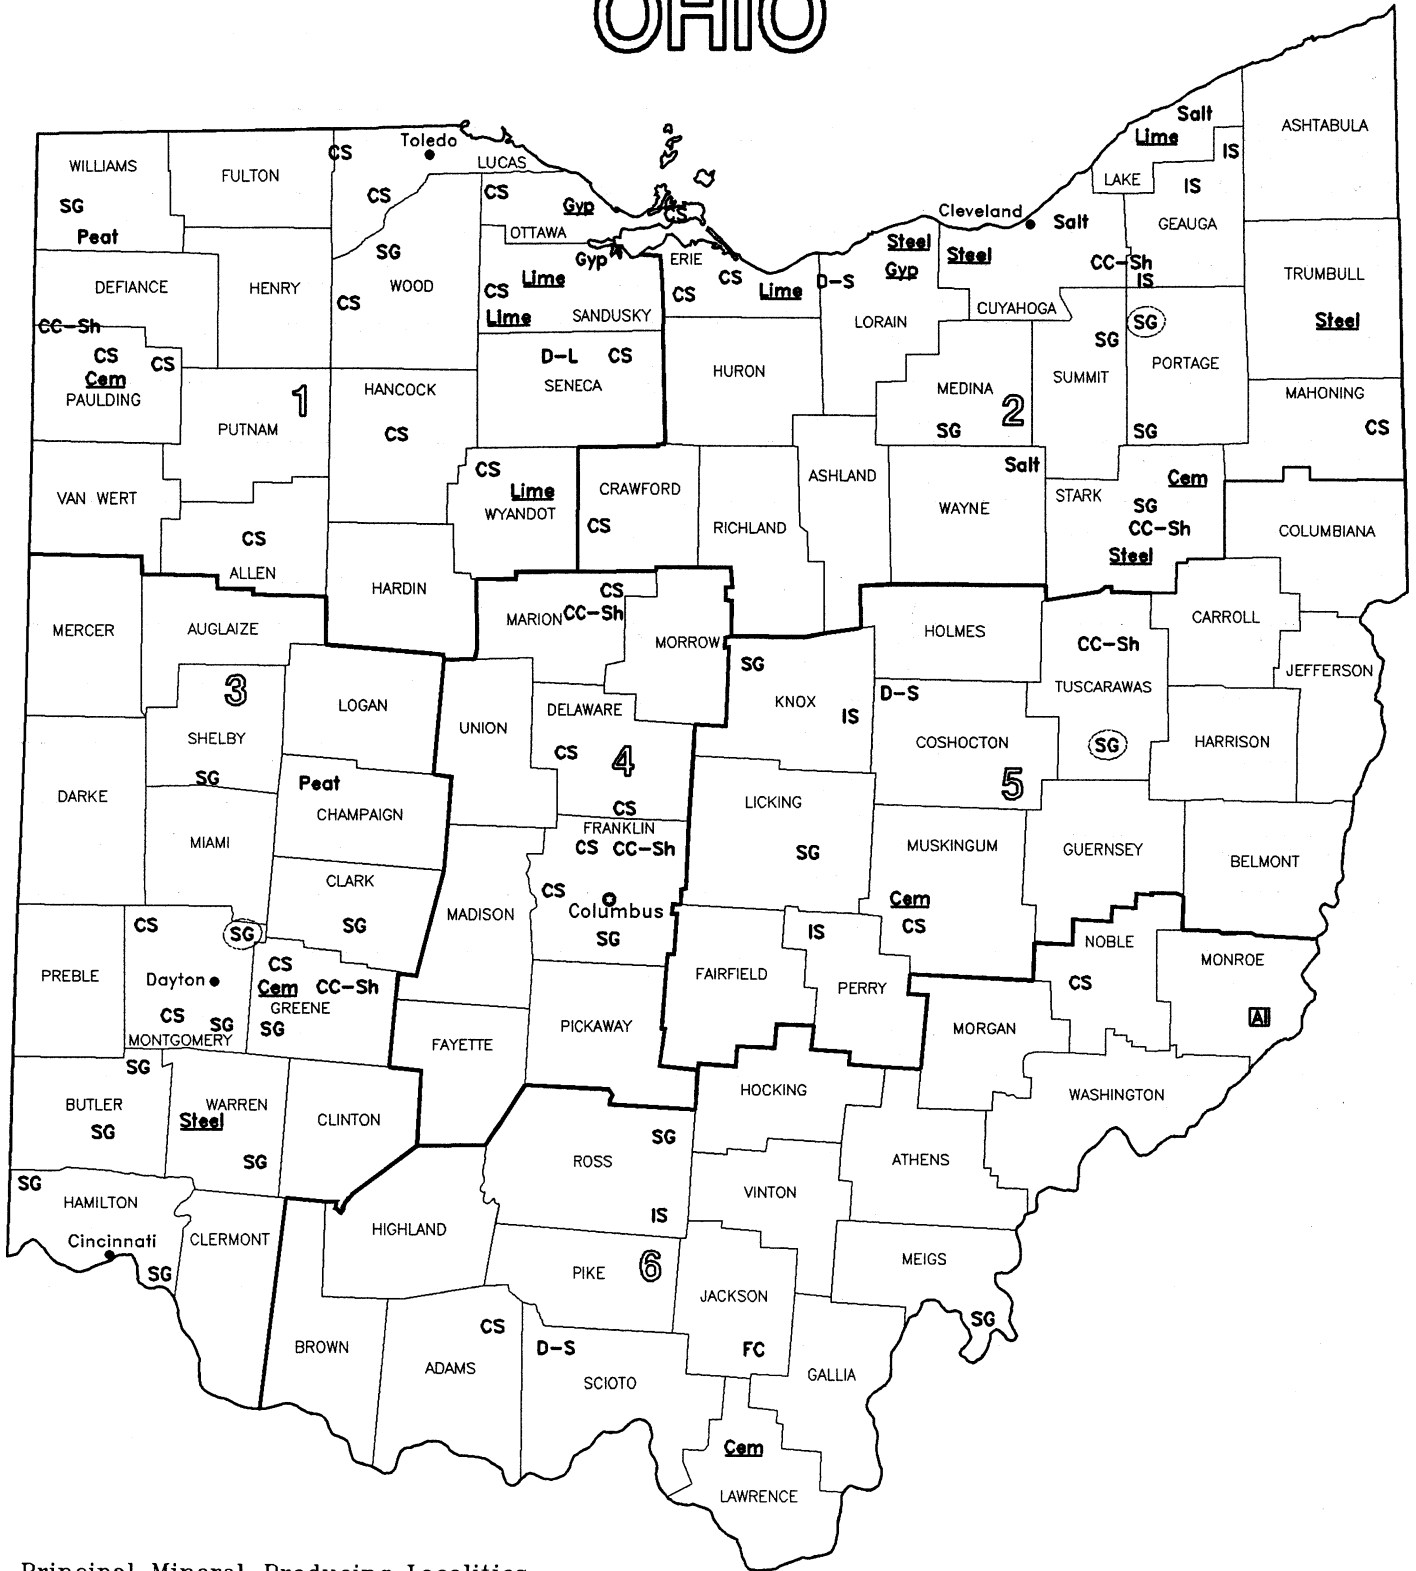 OHIO
Salt
ASHTABULA
Lime
Toledo
CS
IS
WILLIAMS
LUCAS
FULTON
LAKE
IS
CS
CS
SG
Gyp
CS
Cleveland
Salt
GEAUGA
Peat
OTTAWA
Steel
SG
Steel
Gyp
ERIE
CC-Sh
Gyp
TRUMBULL
DEFIANCE
HENRY
WOOD
CS
Lime
CS
D-S
IS
CS
CS
Lime
CUYAHOGA
CS
Lime
SANDUSKY
LORAIN
SG
Steel
CC-Sh
SG
CS
CS
D-L
CS
PORTAGE
Cem
SENECA
HURON
SUMMIT
PAULDING
1
HANCOCK
MEDINA
2
MAHONING
PUTNAM
CS
SG
SG
CS
CS
Salt
ASHLAND
Cem
VAN WERT
Lime
CRAWFORD
STARK
WYANDOT
WAYNE
SG
CS
RICHLAND
CC-Sh
COLUMBIANA
CS
Steel
ALLEN
HARDIN
CS
MARION
CC-Sh
CARROLL
MERCER
AUGLAIZE
HOLMES
MORROW
CC-Sh
SG
JEFFERSON
3
D-S
TUSCARAWAS
LOGAN
DELAWARE
KNOX
IS
UNION
SHELBY
COSHOCTON
SG
HARRISON
CS
4
SG
Peat
5
DARKE
LICKING
CS
CHAMPAIGN
FRANKLIN
MIAMI
CS
CC-Sh
SG
MUSKINGUM
GUERNSEY
BELMONT
CLARK
CS
Cem
Columbus
MADISON
CS
SG
CS
SG
SG
IS
NOBLE
CS
MONROE
PREBLE
FAIRFIELD
Dayton
Cem
CC-Sh
CS
PERRY
GREENE
CS
SG
SG
PICKAWAY
MORGAN
Al
MONTGOMERY
FAYETTE
SG
HOCKING
WASHINGTON
BUTLER
WARREN
Steel
CLINTON
SG
SG
SG
ROSS
ATHENS
SG
VINTON
HAMILTON
IS
HIGHLAND
CLERMONT
Cincinnati
MEIGS
SG
PIKE
6
JACKSON
SG
CS
BROWN
D-S
FC
ADAMS
GALLIA
SCIOTO
Cem
LAWRENCE
Principal Mineral-Producing Localities